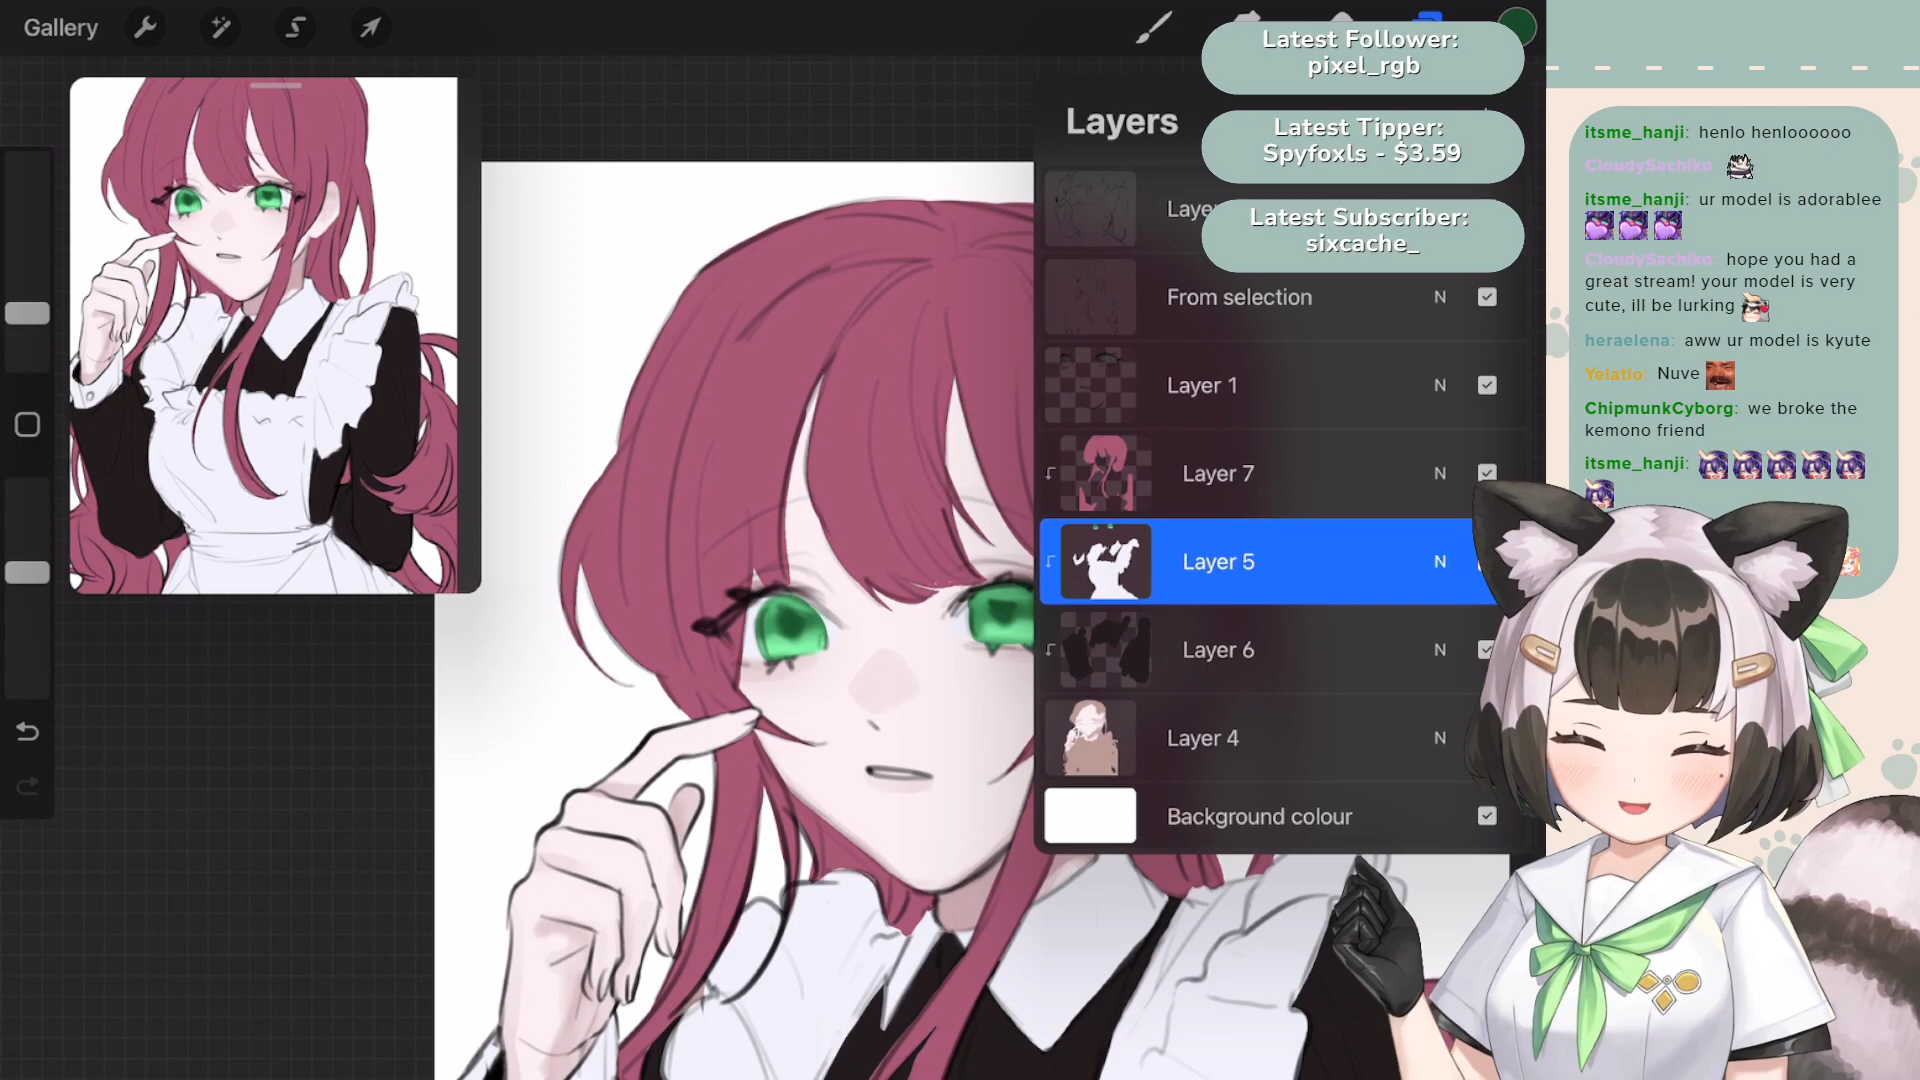 Gallery
Latest Follower:
pixel_rgb
Layers
Latest Tipper:
Spyfoxls - $3.59
Latest Subscriber:
sixcache_
From selection N
Layer 1 N
Layer 7 N
Layer 5 N
Layer 6 N
Layer 4 N
Background colour
itsme_hanji: henlo henloooooo
CloudySachiko
itsme_hanji: ur model is adorablee
CloudySachiko: hope you had a
great stream! your model is very
cute, ill be lurking
heraelena: aww ur model is kyute
Yelatio: Nuve
ChipmunkCyborg: we broke the
kemono friend
itsme_hanji: